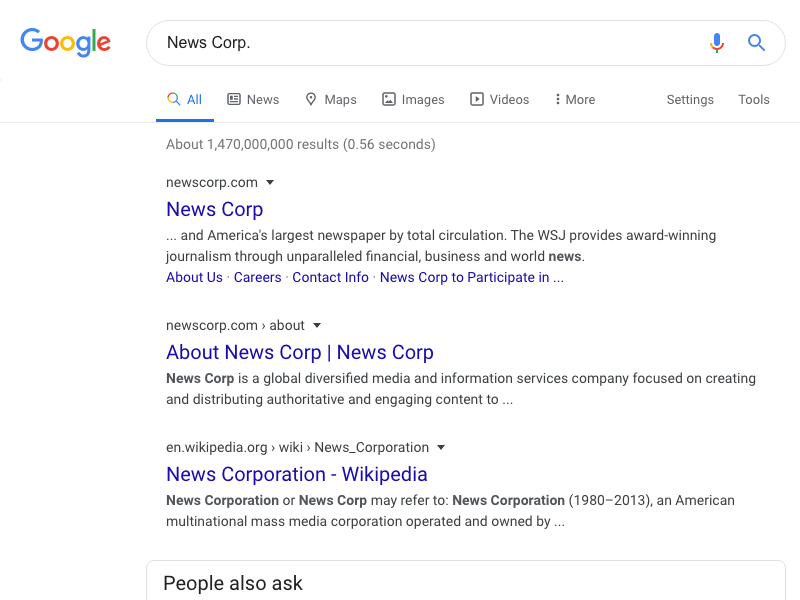 Google
News Corp.
All News Maps Images Videos More Settings Tools
About 1,470,000,000 results (0.56 seconds)
newscorp.com
News Corp
... and America's largest newspaper by total circulation. The WSJ provides award-winning
journalism through unparalleled financial, business and world news.
About Us · Careers · Contact Info · News Corp to Participate in ...
newscorp.com › about
About News Corp | News Corp
News Corp is a global diversified media and information services company focused on creating
and distributing authoritative and engaging content to ...
en.wikipedia.org › wiki › News_Corporation
News Corporation - Wikipedia
News Corporation or News Corp may refer to: News Corporation (1980–2013), an American
multinational mass media corporation operated and owned by ...
People also ask